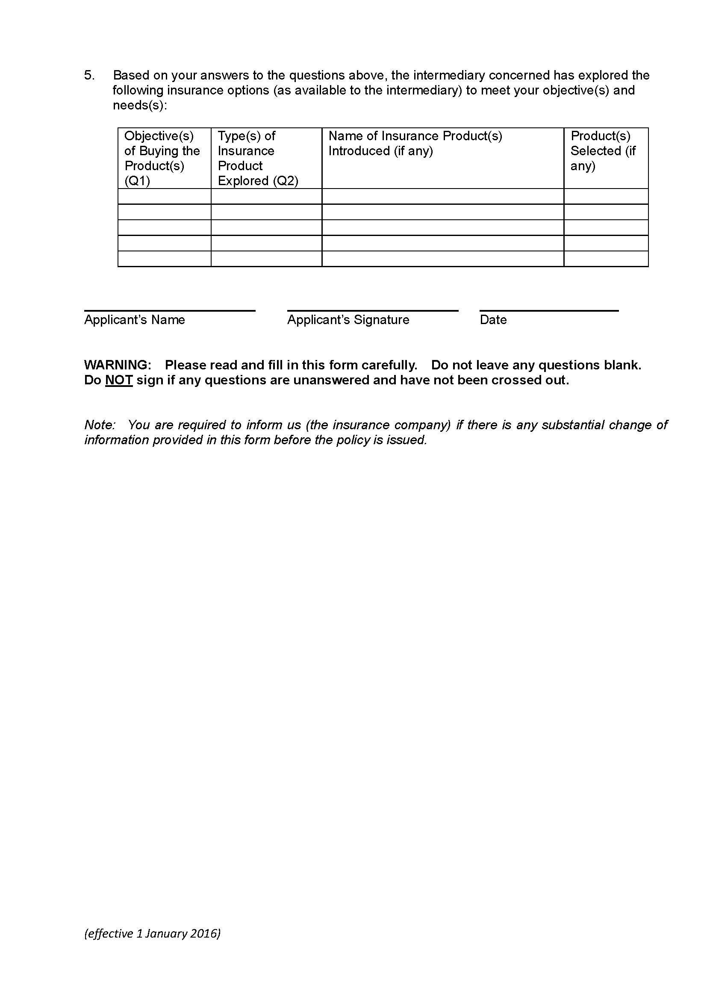 5. Based on your answers to the questions above, the intermediary concerned has explored the
following insurance options (as available to the intermediary) to meet your objective(s) and
needs(s):
Objective(s)
of Buying the
Product(s)
(Q1)
Type(s) of
Insurance
Product
Explored (Q2)
Name of Insurance Product(s)
Introduced (if any)
Product(s)
Selected (if
any)
Applicant’s Name
Applicant’s Signature
Date
WARNING: Please read and fill in this form carefully. Do not leave any questions blank.
Do NOT sign if any questions are unanswered and have not been crossed out.
Note: You are required to inform us (the insurance company) if there is any substantial change of
information provided in this form before the policy is issued.
(effective 1 January 2016)